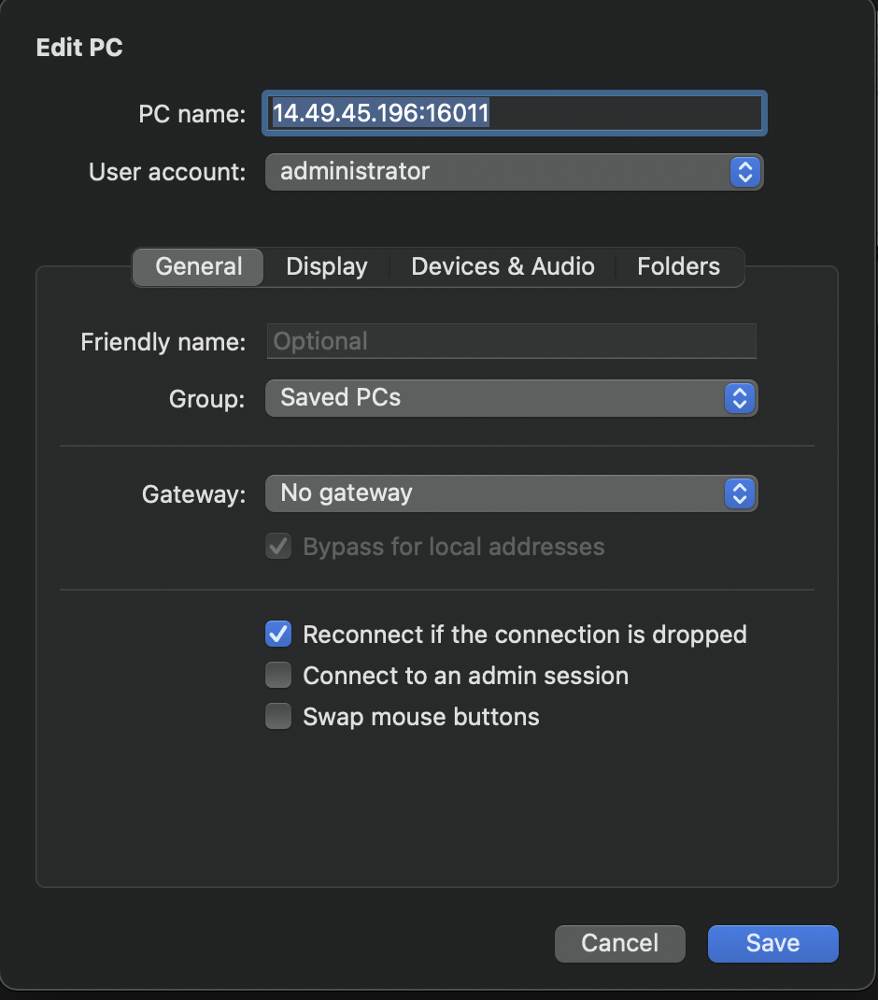 Edit PC
PC name: 14.49.45.196:16011
User account: administrator
General Display Devices & Audio Folders
Friendly name: Optional
Group: Saved PCs
Gateway: No gateway
Bypass for local addresses
Reconnect if the connection is dropped
Connect to an admin session
Swap mouse buttons
Cancel Save